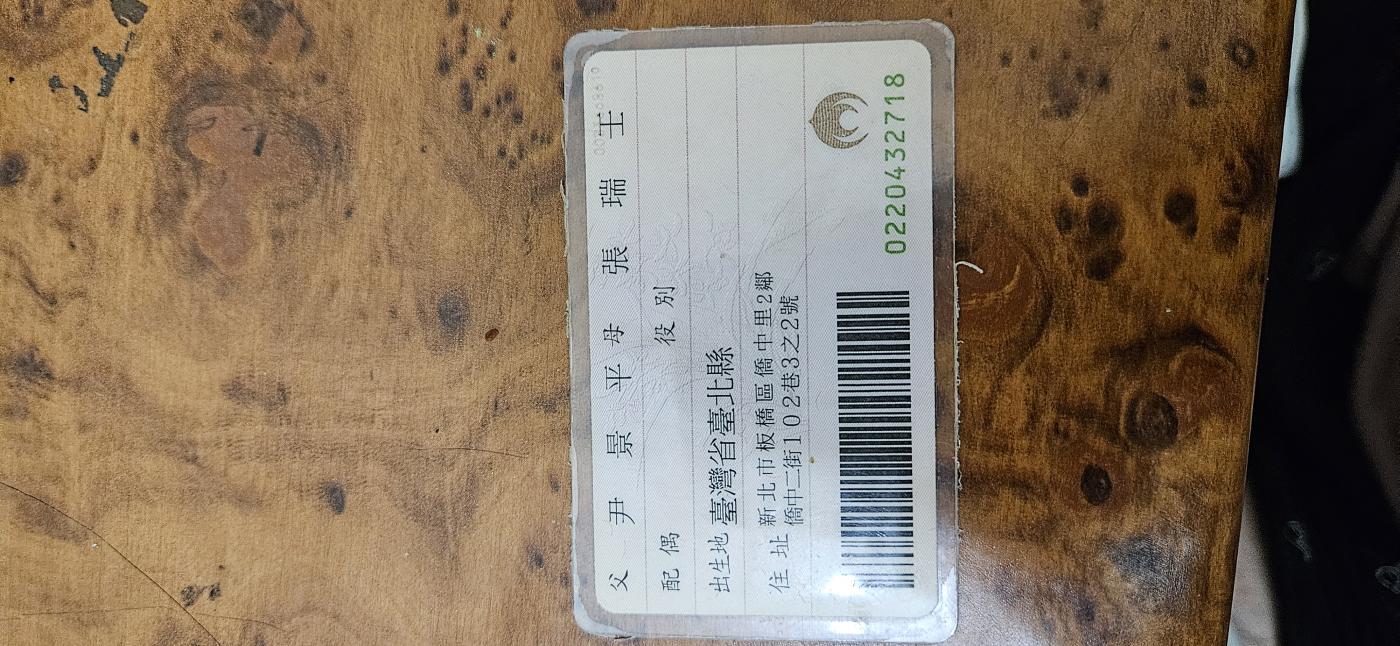 父 尹景平 母 張瑞士
配偶 役別
出生地 臺灣省臺北縣
住址 新北市板橋區僑中里2鄰
僑中二街102巷3之2號
0220432718